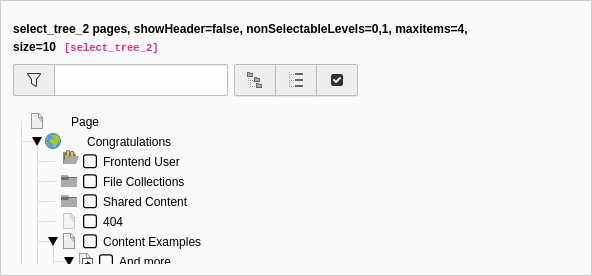 select_tree_2 pages, showHeader=false, nonSelectableLevels=0,1, maxitems=4,
size=10 [select_tree_2]
Page
Congratulations
Frontend User
File Collections
Shared Content
404
Content Examples
And more